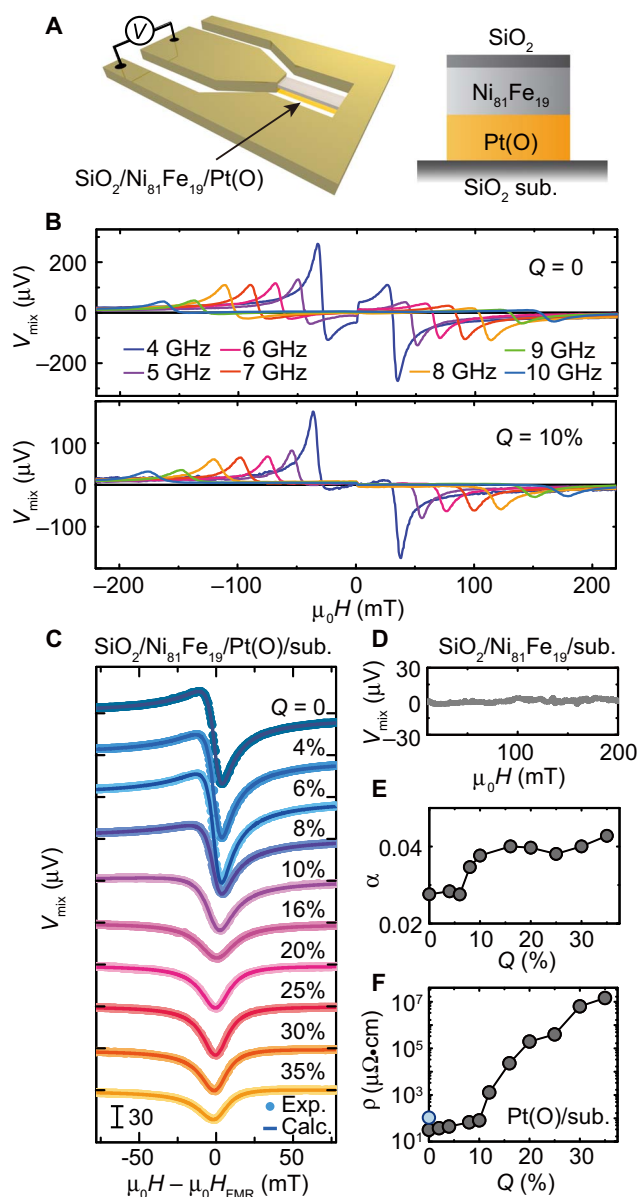 A
V
SiO2/Ni81Fe19/Pt(O)
SiO2
Ni81Fe19
Pt(O)
SiO2 sub.
B
Vmix (μV)
200
0
−200
Q = 0
4 GHz
6 GHz
9 GHz
5 GHz
7 GHz
8 GHz
10 GHz
Vmix (μV)
100
0
−100
Q = 10%
−200
−100
0
100
200
μ0H (mT)
C
SiO2/Ni81Fe19/Pt(O)/sub.
Vmix (μV)
Q = 0
4%
6%
8%
10%
16%
20%
25%
30%
35%
30
Exp.
Calc.
-75
0
75
μ0H − μ0HFMR (mT)
D
SiO2/Ni81Fe19/sub.
Vmix (μV)
30
0
−30
100
200
μ0H (mT)
E
α
0.04
0.02
0
10
20
30
Q (%)
F
ρ (μΩ•cm)
10^7
10^5
10^3
10^1
Pt(O)/sub.
0
10
20
30
Q (%)